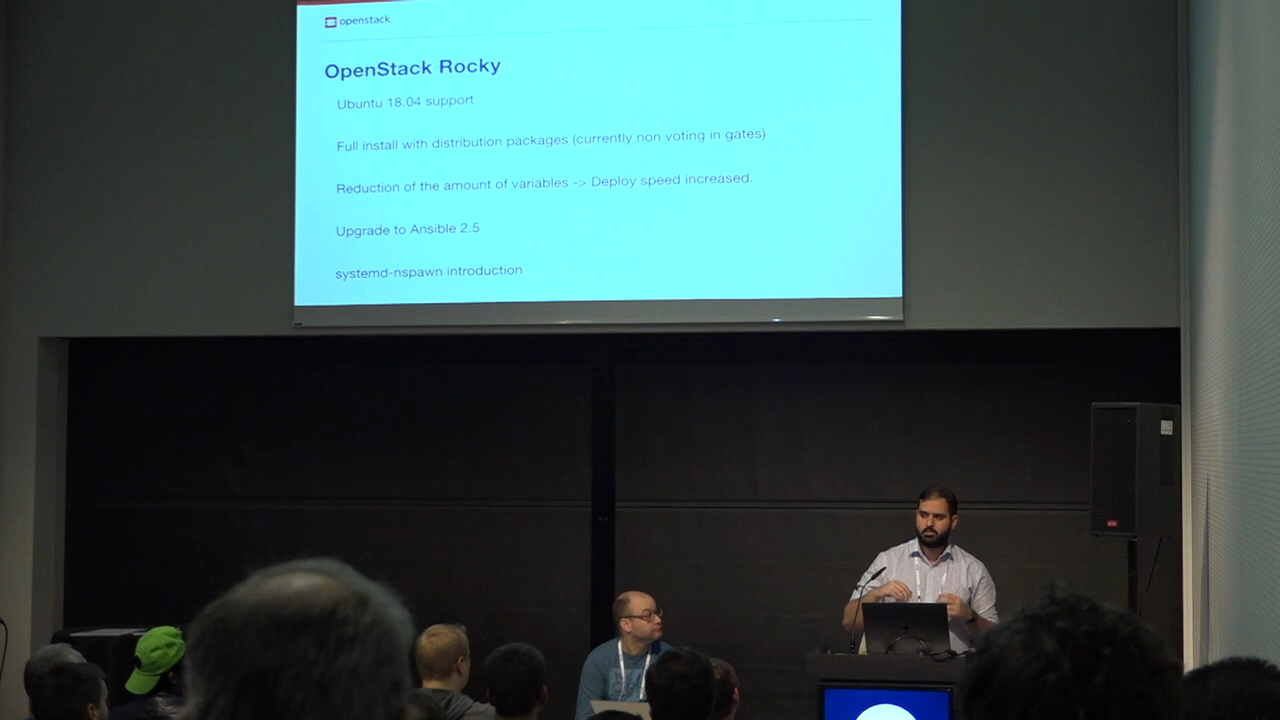 openstack.
OpenStack Rocky
Ubuntu 18.04 support
Full install with distribution packages (currently non voting in gates)
Reduction of the amount of variables -> Deploy speed increased.
Upgrade to Ansible 2.5
systemd-nspawn introduction